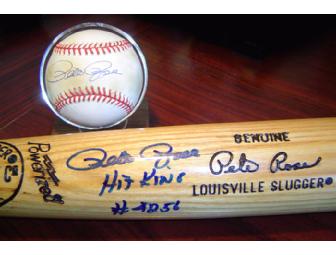 Pete Rose
Pete Rose
HIT KING
#4256
GENUINE
Pete Rose
LOUISVILLE SLUGGER®
Powerized